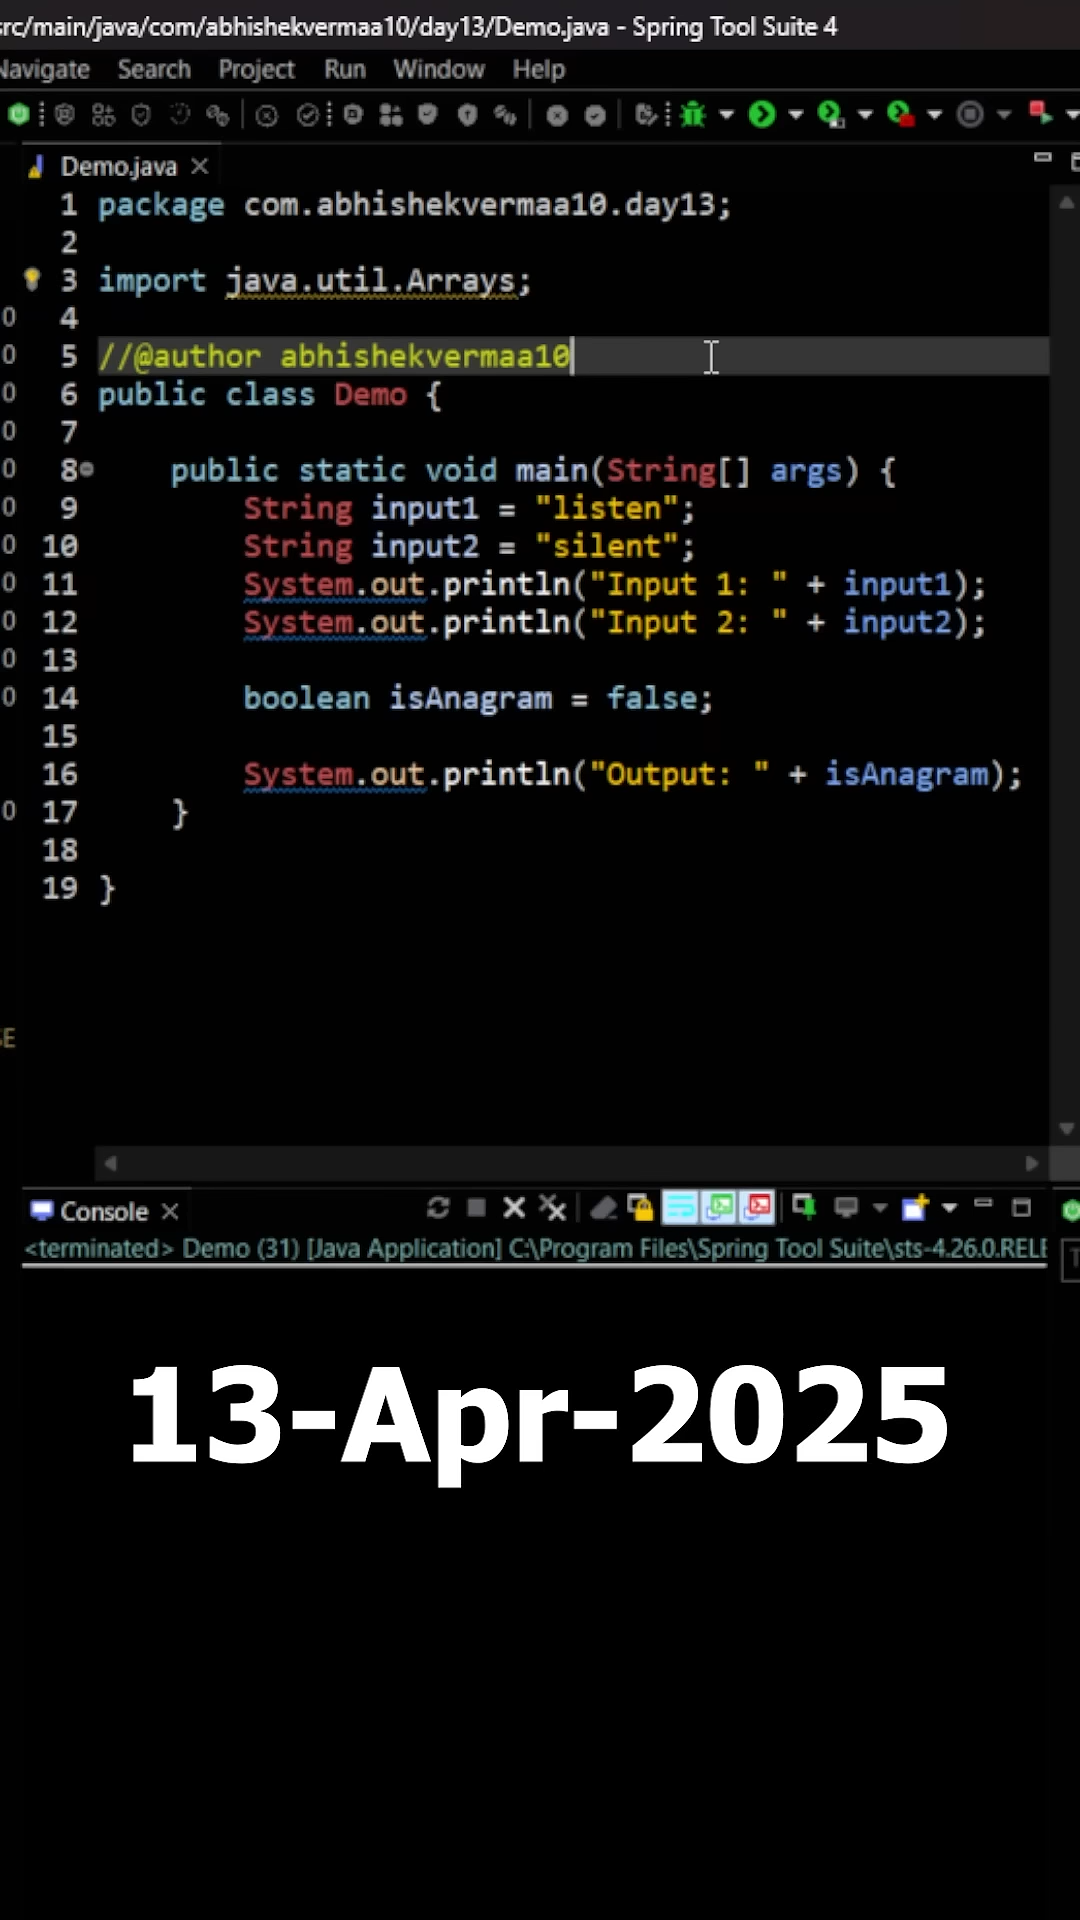 src/main/java/com/abhishekvermaa10/day13/Demo.java - Spring Tool Suite 4
Navigate Search Project Run Window Help
Demo.java
1 package com.abhishekvermaa10.day13;
2
3 import java.util.Arrays;
4
5 //@author abhishekvermaa10
6 public class Demo {
7
8 public static void main(String[] args) {
9 String input1 = "listen";
10 String input2 = "silent";
11 System.out.println("Input 1: " + input1);
12 System.out.println("Input 2: " + input2);
13
14 boolean isAnagram = false;
15
16 System.out.println("Output: " + isAnagram);
17 }
18
19 }
Console
<terminated> Demo (31) [Java Application] C:\Program Files\Spring Tool Suite\sts-4.26.0.RELE
13-Apr-2025